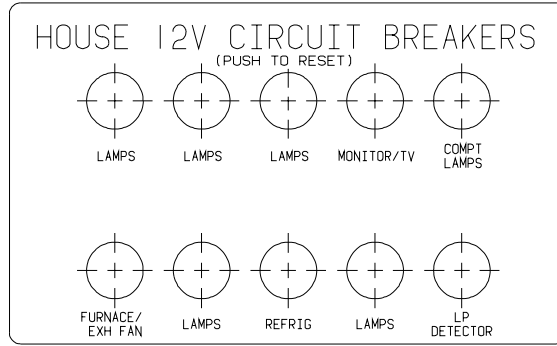 HOUSE 12V CIRCUIT BREAKERS
(PUSH TO RESET)
LAMPS LAMPS LAMPS MONITOR/TV COMPT
LAMPS
FURNACE/
EXH FAN LAMPS REFRIG LAMPS LP
DETECTOR